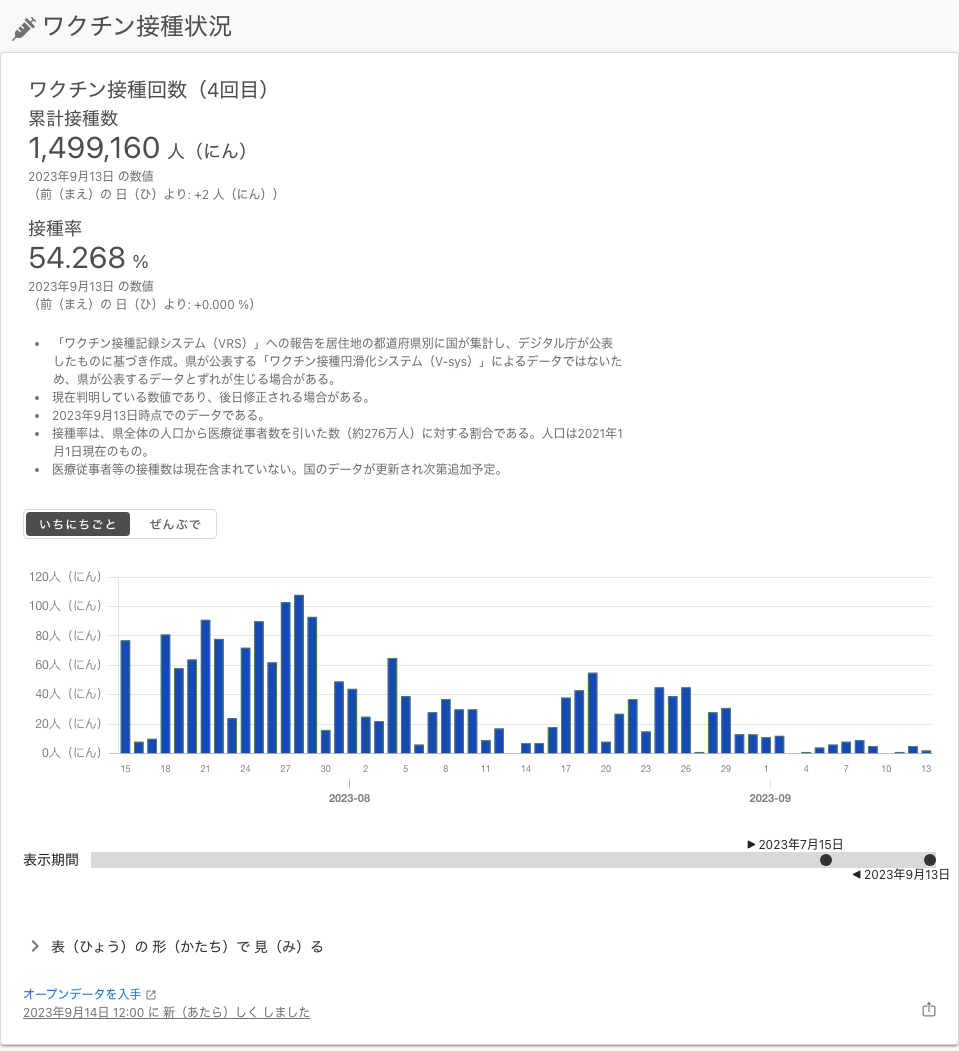 ワクチン接種状況
ワクチン接種回数（4回目）
累計接種数
1,499,160 人（にん）
2023年9月13日 の数値
（前（まえ）の 日（ひ）より: +2 人（にん））
接種率
54.268 %
2023年9月13日 の数値
（前（まえ）の 日（ひ）より: +0.000 %）
• 「ワクチン接種記録システム（VRS）」への報告を居住地の都道府県別に国が集計し、デジタル庁が公表
したものに基づき作成。県が公表する「ワクチン接種円滑化システム（V-sys）」によるデータではないた
め、県が公表するデータとずれが生じる場合がある。
• 現在判明している数値であり、後日修正される場合がある。
• 2023年9月13日時点でのデータである。
• 接種率は、県全体の人口から医療従事者数を引いた数（約276万人）に対する割合である。人口は2021年1
月1日現在のもの。
• 医療従事者等の接種数は現在含まれていない。国のデータが更新され次第追加予定。
いちにちごと ぜんぶで
120人（にん）
100人（にん）
80人（にん）
60人（にん）
40人（にん）
20人（にん）
0人（にん）
15 18 21 24 27 30 2 5 8 11 14 17 20 23 26 29 1 4 7 10 13
2023-08 2023-09
▶ 2023年7月15日
表示期間
◀ 2023年9月13日
表（ひょう）の 形（かたち）で 見（み）る
オープンデータを入手
2023年9月14日 12:00 に 新（あたら）しく しました